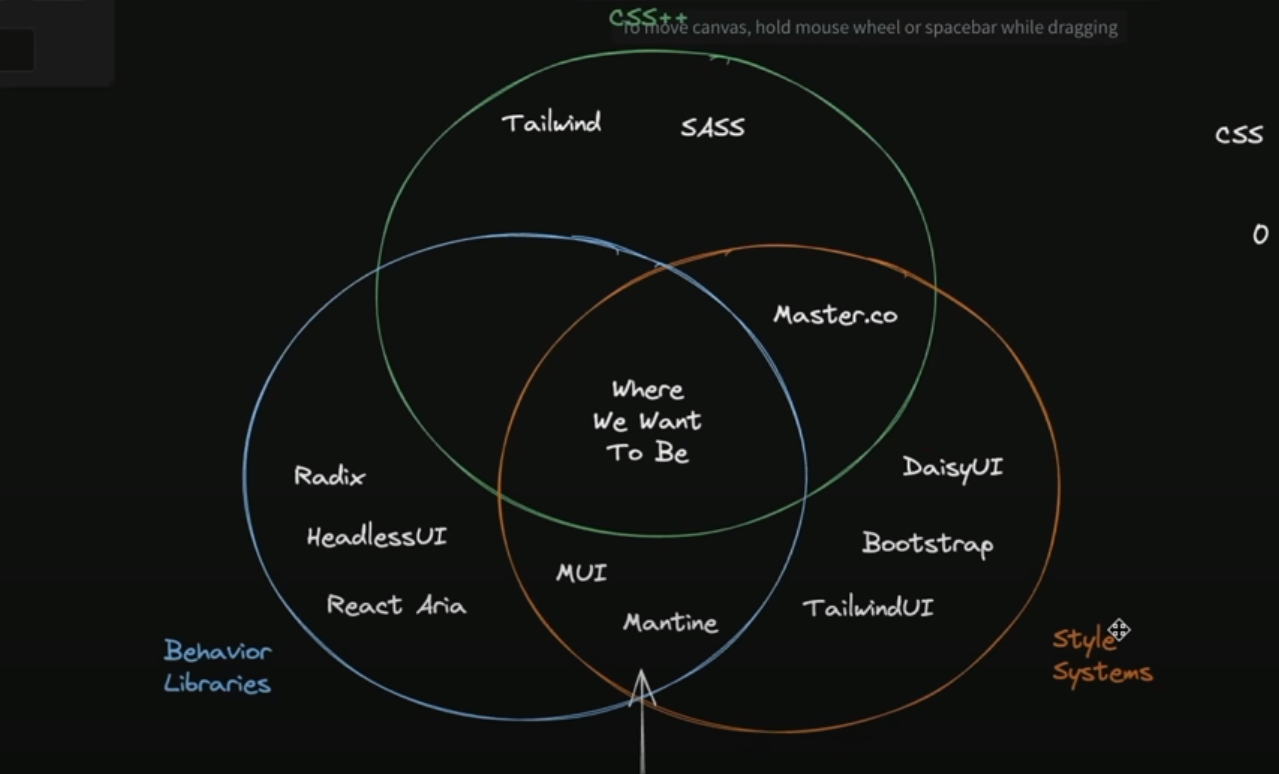 CSS++
To move canvas, hold mouse wheel or spacebar while dragging
Tailwind
SASS
CSS
O
Master.co
Where
We Want
To Be
Radix
DaisyUI
HeadlessUI
Bootstrap
MUI
React Aria
TailwindUI
Mantine
Behavior
Libraries
Style
Systems